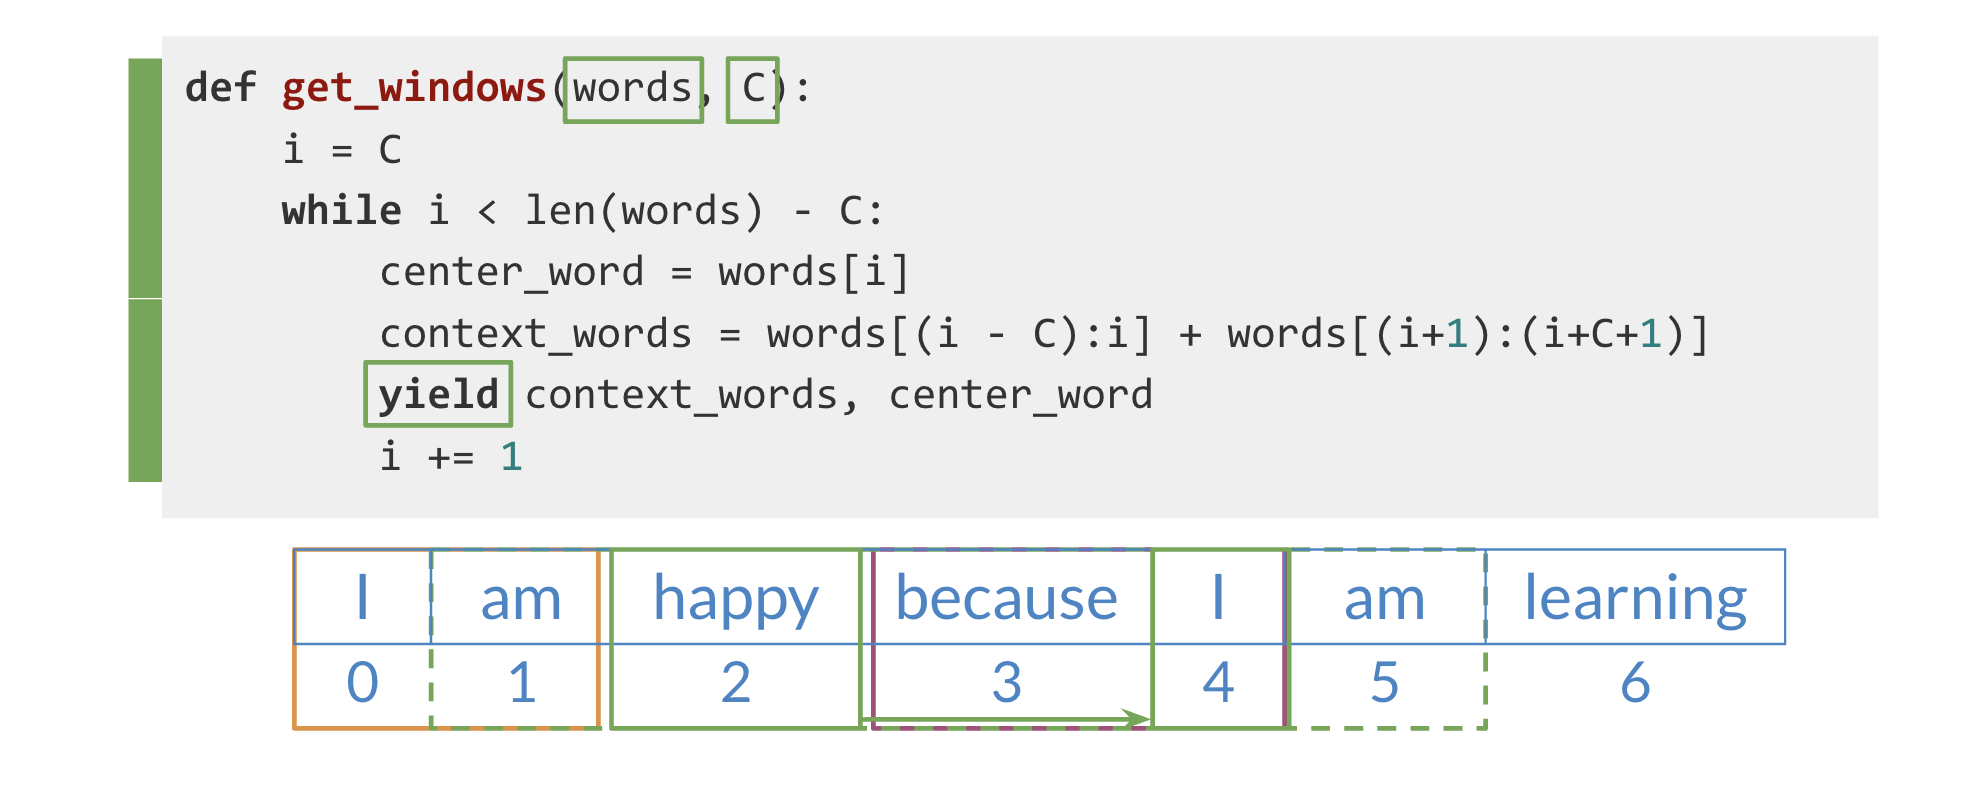 def get_windows(words, C):
    i = C
    while i < len(words) - C:
        center_word = words[i]
        context_words = words[(i - C):i] + words[(i+1):(i+C+1)]
        yield context_words, center_word
        i += 1
I am happy because I am learning
0 1 2 3 4 5 6